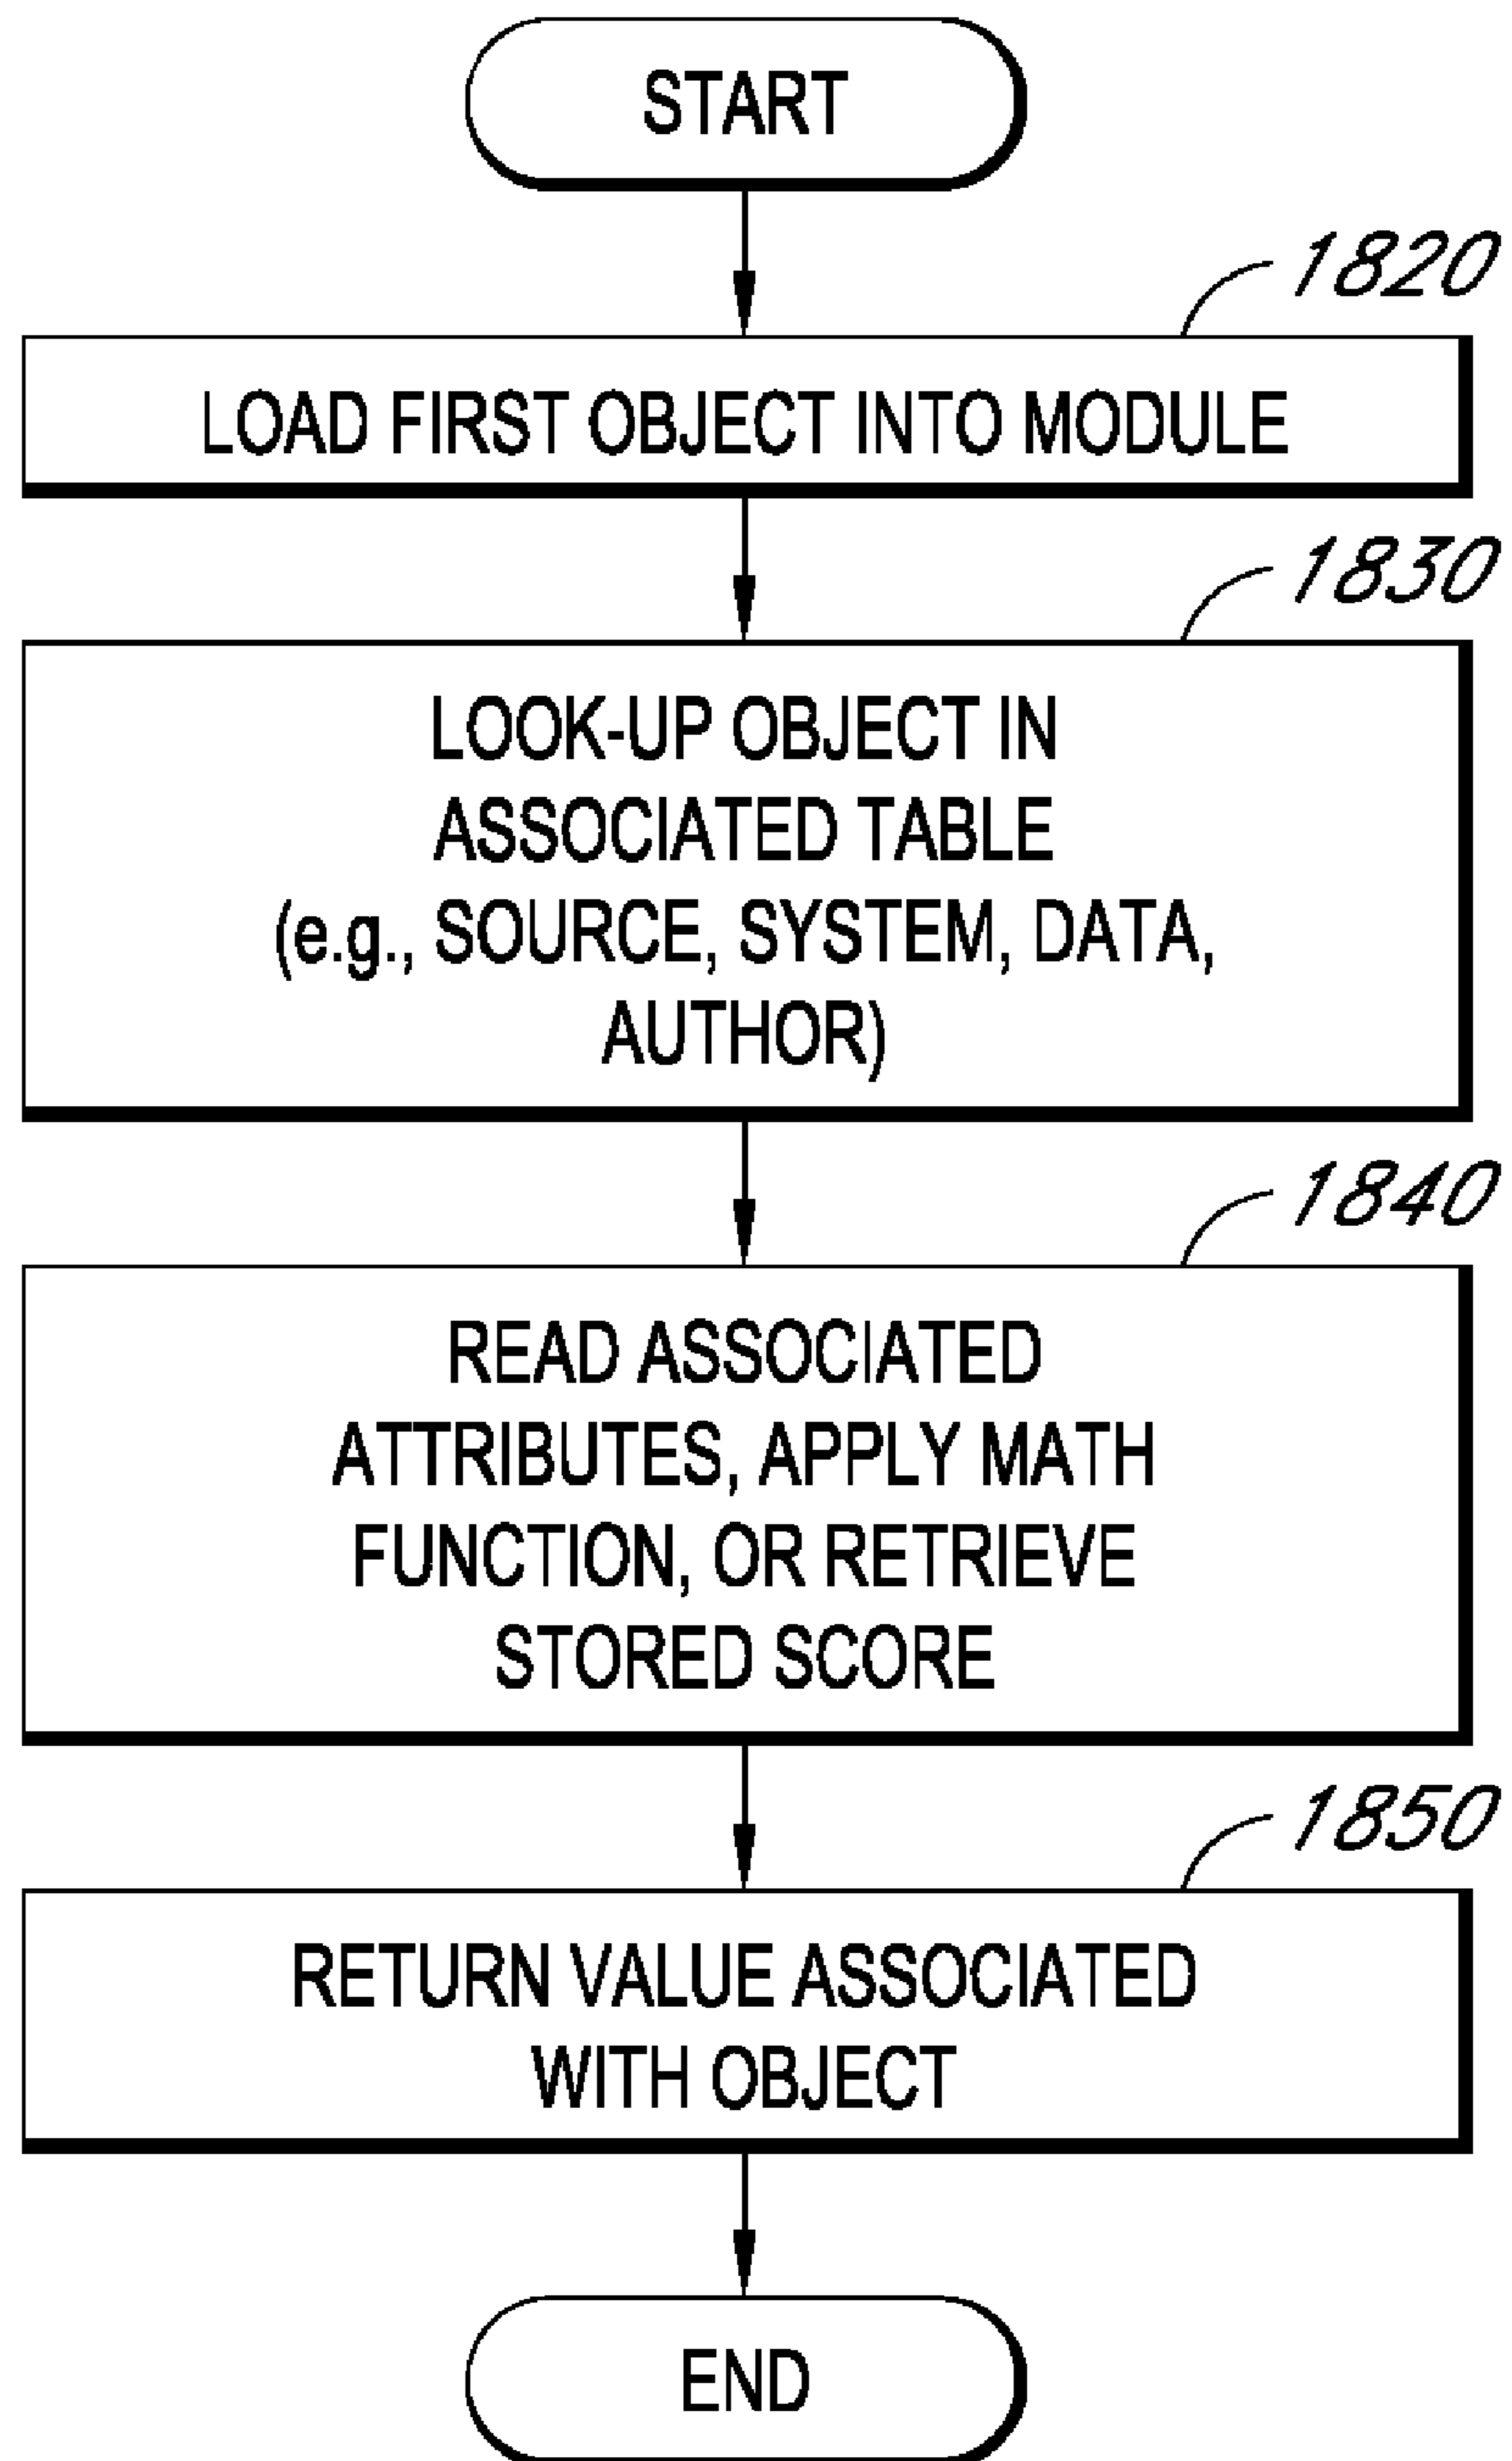 START
1820
LOAD FIRST OBJECT INTO MODULE
1830
LOOK-UP OBJECT IN
ASSOCIATED TABLE
(e.g., SOURCE, SYSTEM, DATA,
AUTHOR)
1840
READ ASSOCIATED
ATTRIBUTES, APPLY MATH
FUNCTION, OR RETRIEVE
STORED SCORE
1850
RETURN VALUE ASSOCIATED
WITH OBJECT
END